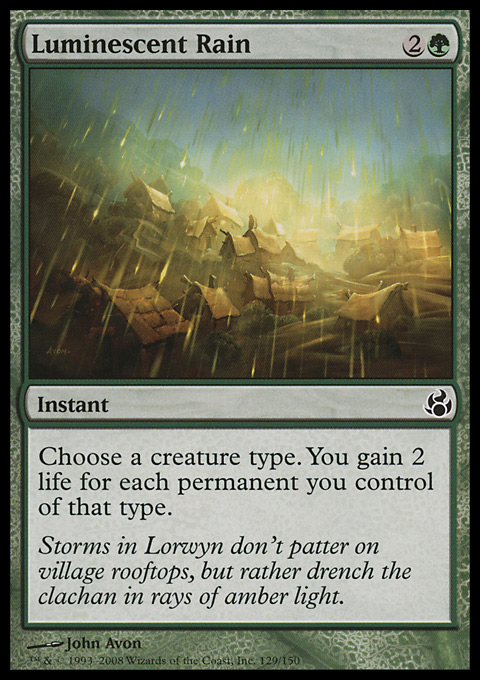 Luminescent Rain 2
AVON
Instant
Choose a creature type. You gain 2
life for each permanent you control
of that type.
Storms in Lorwyn don't patter on
village rooftops, but rather drench the
clachan in rays of amber light.
John Avon
™ & © 1993–2008 Wizards of the Coast, Inc. 129/150